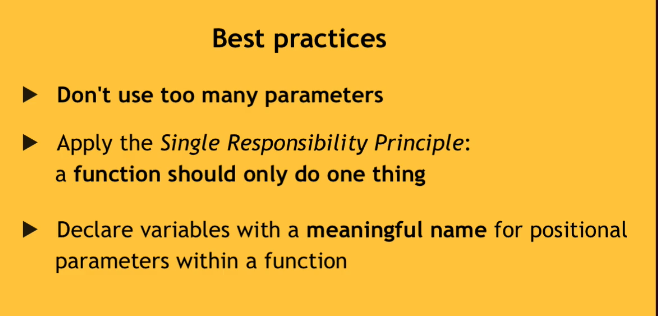 Best practices
Don't use too many parameters
Apply the Single Responsibility Principle:
a function should only do one thing
Declare variables with a meaningful name for positional
parameters within a function